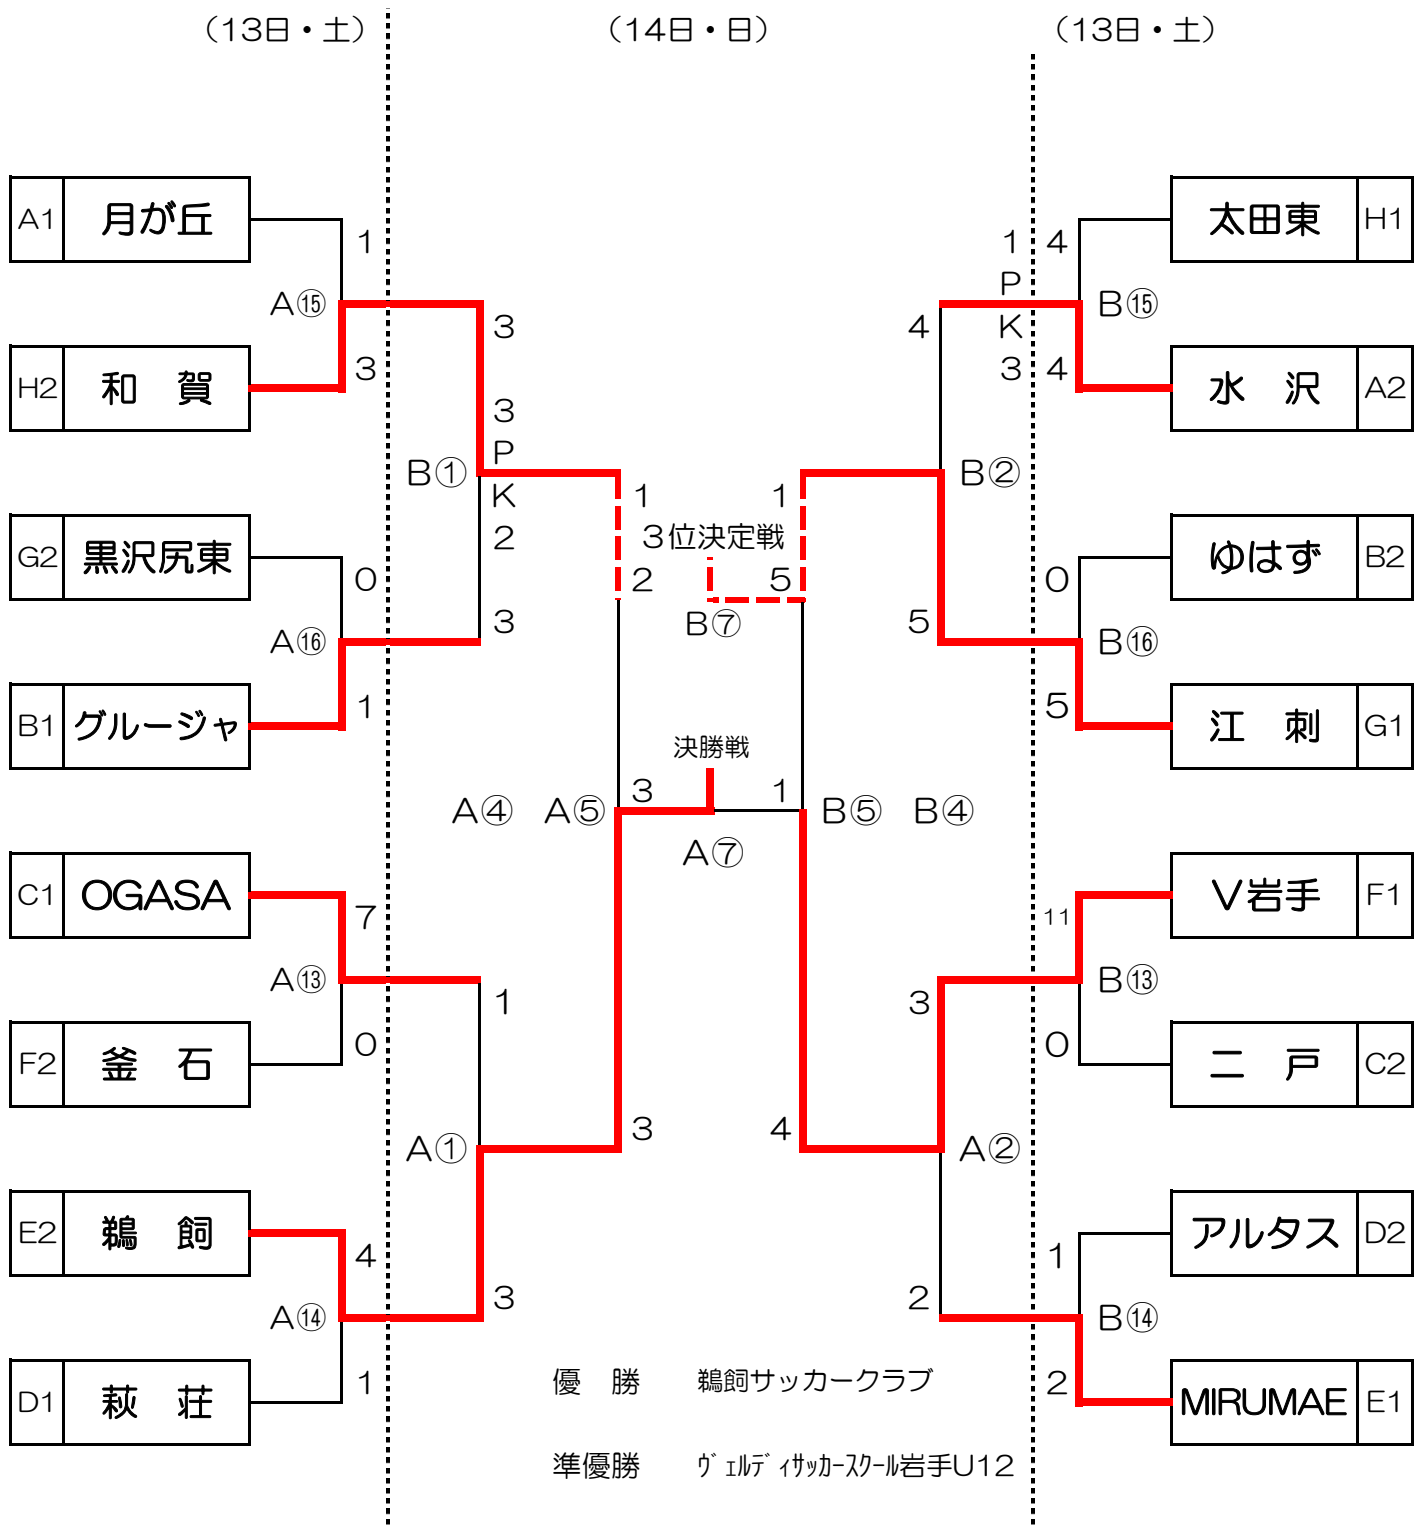 （13日・土）　（14日・日）　（13日・土）
A1 月が丘　太田東 H1
1　1 4
P
A⑮　B⑮
3　4　K
H2 和　賀　3　3 4　水　沢 A2
3
P
B①　B②
K　1　1
2　3位決定戦
G2 黒沢尻東　ゆはず B2
0　2　5　0
3　B⑦　5
A⑯　B⑯
1　5
B1 グルージャ　江　刺 G1
決勝戦
3　1
A④　A⑤　B⑤　B④
A⑦
C1 OGASA　V岩手 F1
7　11
A⑬　B⑬
1　3
0　0
F2 釜　石　二　戸 C2
3　4
A①　A②
E2 鵜　飼　アルタス D2
4　1
3　2
A⑭　B⑭
1　優　勝　鵜飼サッカークラブ　2
D1 萩　荘　MIRUMAE E1
準優勝　ヴェルディサッカースクール岩手U12